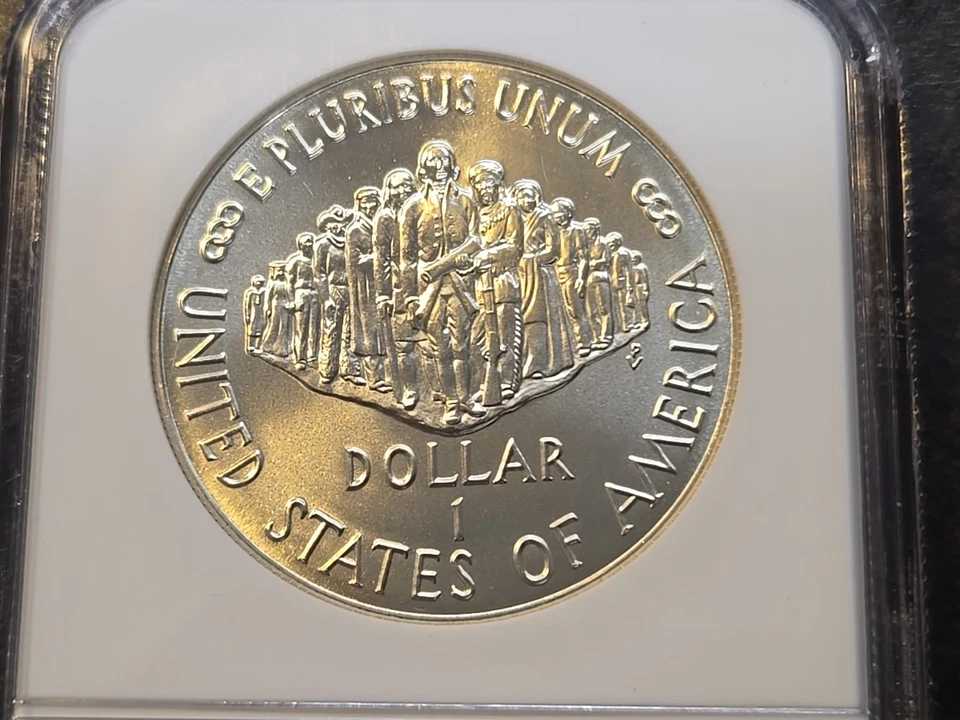 E PLURIBUS UNUM
DOLLAR
1
UNITED STATES OF AMERICA